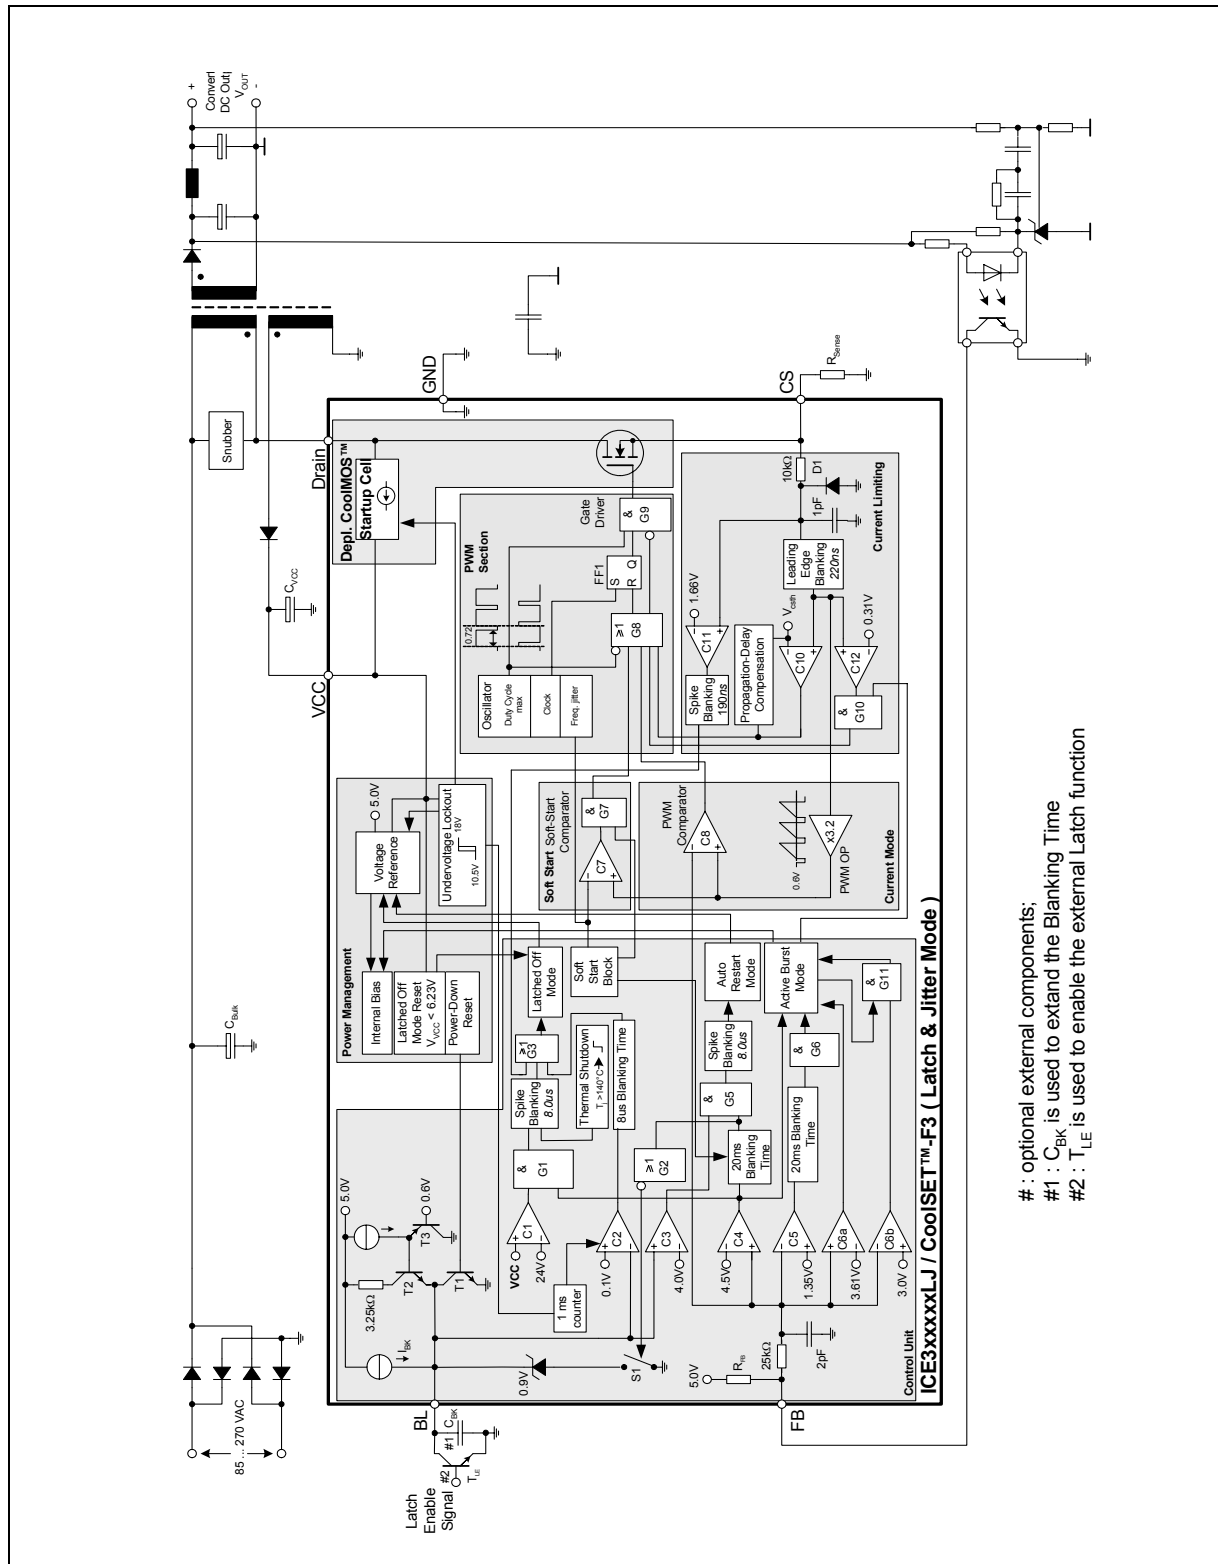 +
Convert
DC Outp
V_OUT
-
85 ... 270 VAC
C_Bulk
Snubber
C_VCC
VCC
Drain
GND
CS
R_Sense
BL
FB
#1
C_BK
#2
T_LE
Latch
Enable
Signal
Power Management
Internal Bias
Latched Off
Mode Reset
V_VCC < 6.23V
Power-Down
Reset
Voltage
Reference
5.0V
Undervoltage Lockout
18V
10.5V
Depl. CoolMOS™
Startup Cell
PWM
Section
0.72
Oscillator
Duty Cycle
max
Clock
Freq. jitter
FF1
S
R Q
≥1
G8
Gate
Driver
&
G9
Current Limiting
10kΩ
D1
1pF
Leading
Edge
Blanking
220ns
1.66V
C11
+
−
Spike
Blanking
190ns
Propagation-Delay
Compensation
V_csth
C10
+
−
C12
+
−
0.31V
&
G10
Soft Start
Soft-Start
Comparator
C7
+
−
&
G7
Current Mode
PWM
Comparator
C8
+
−
0.6V
x3.2
PWM OP
Control Unit
5.0V
3.25kΩ
I_BK
T2
T3
0.6V
T1
0.9V
S1
1 ms
counter
VCC
24V
C1
+
−
&
G1
Spike
Blanking
8.0us
≥1
G3
Latched Off
Mode
Thermal Shutdown
T_j >140°C
8us Blanking Time
0.1V
C2
+
−
4.0V
C3
+
−
≥1
G2
Soft
Start
Block
4.5V
C4
+
−
20ms
Blanking
Time
&
G5
Spike
Blanking
8.0us
Auto
Restart
Mode
1.35V
C5
+
−
20ms Blanking
Time
&
G6
Active Burst
Mode
3.61V
C6a
+
−
3.0V
C6b
+
−
&
G11
5.0V
R_FB
25kΩ
2pF
ICE3xxxxLJ / CoolSET™-F3 ( Latch & Jitter Mode )
# : optional external components;
#1 : C_BK is used to extand the Blanking Time
#2 : T_LE is used to enable the external Latch function